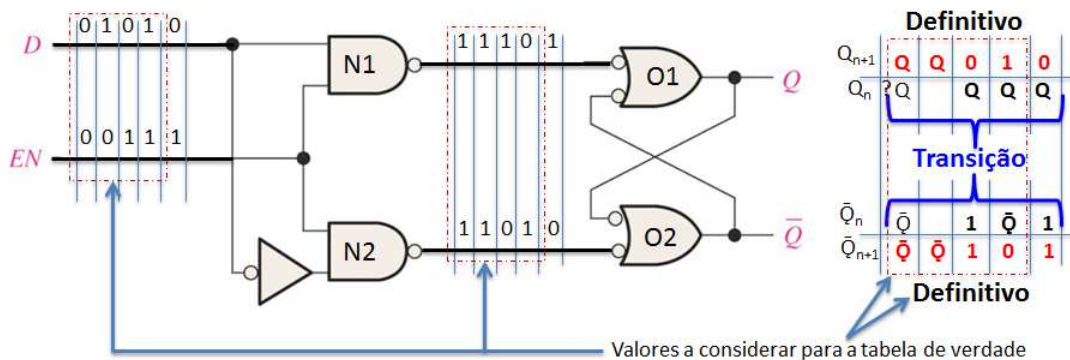 0 1 0 1 0
D
0 0 1 1 1
EN
N1
N2
1 1 1 0 1
1 1 0 1 0
O1
O2
Q
Q̄
Definitivo
Qn+1 Q Q 0 1 0
Qn ? Q Q Q Q
Transição
Q̄n Q̄ 1 Q̄ 1
Q̄n+1 Q̄ Q̄ 1 0 1
Definitivo
Valores a considerar para a tabela de verdade